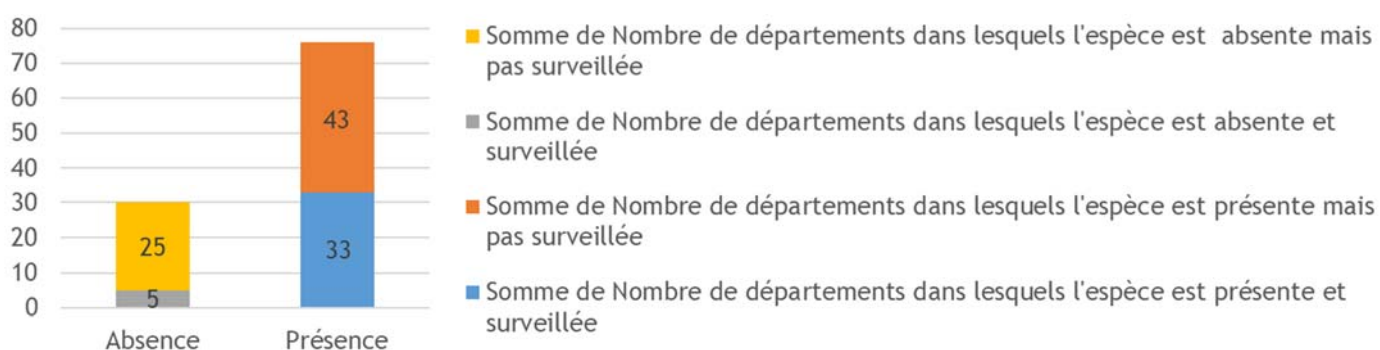 80
70
60
50
40
30
20
10
0
43
25
33
5
Absence
Présence
Somme de Nombre de départements dans lesquels l'espèce est absente mais
pas surveillée
Somme de Nombre de départements dans lesquels l'espèce est absente et
surveillée
Somme de Nombre de départements dans lesquels l'espèce est présente mais
pas surveillée
Somme de Nombre de départements dans lesquels l'espèce est présente et
surveillée